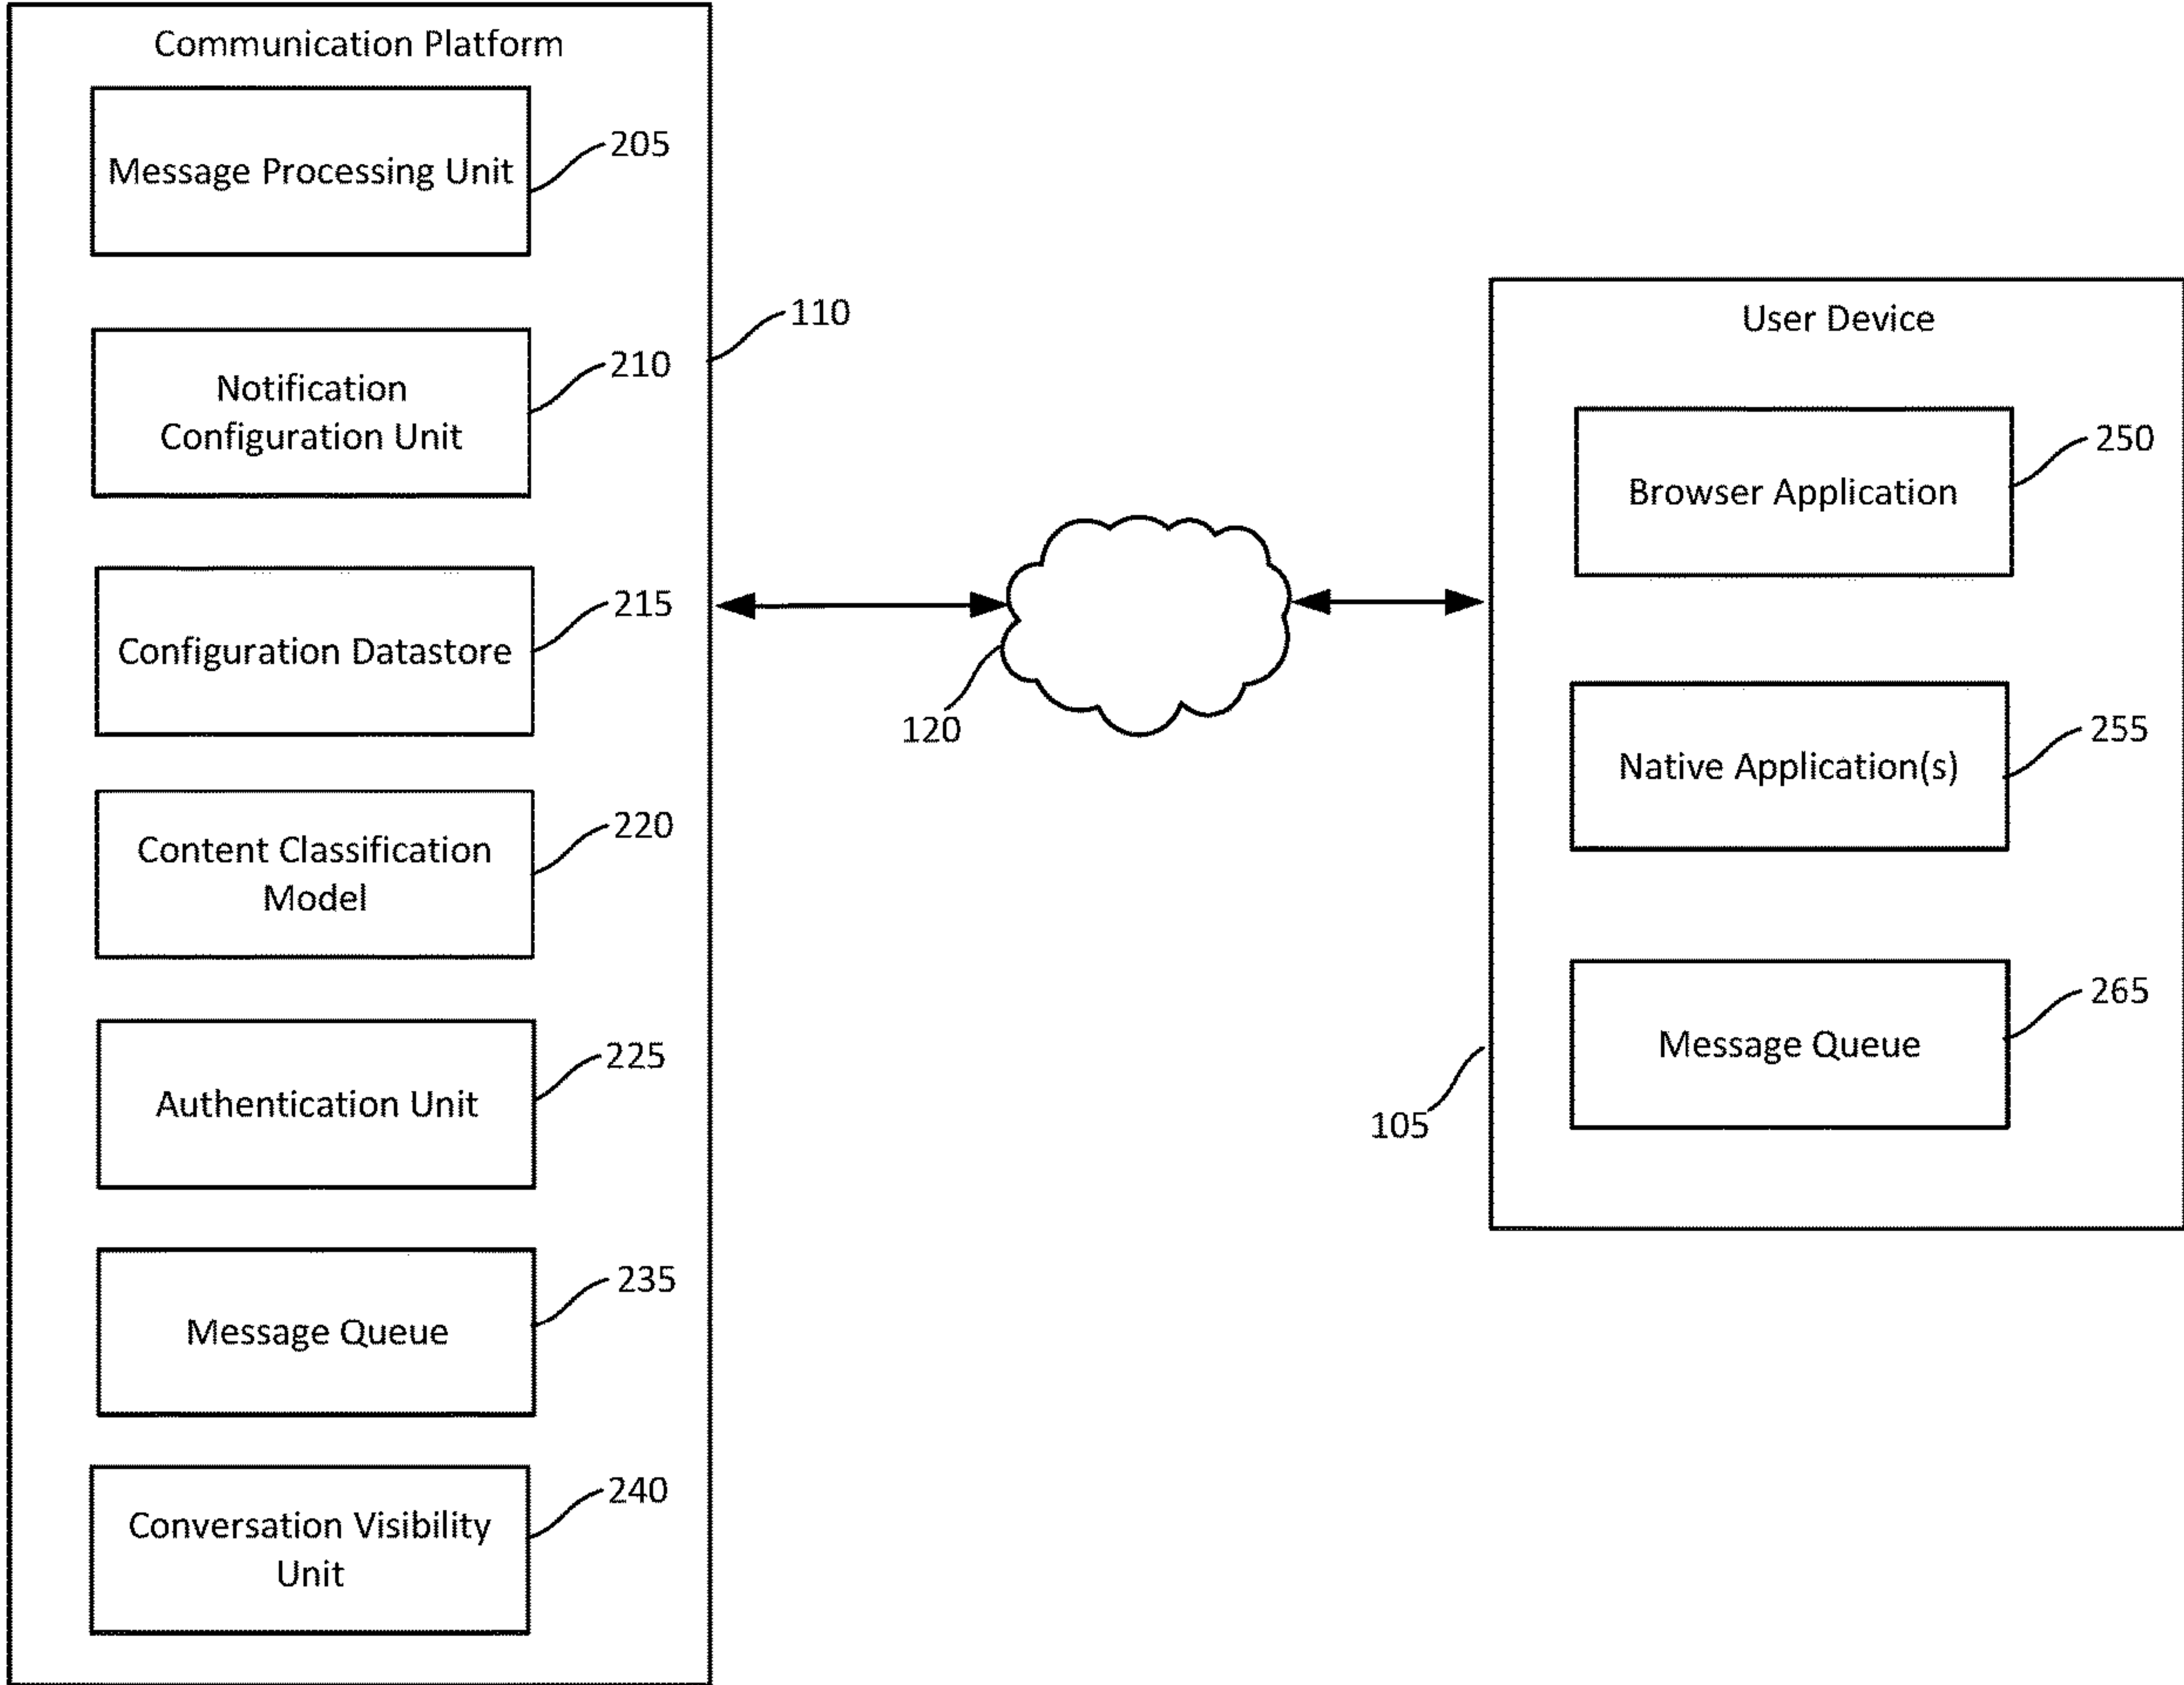 Communication Platform
Message Processing Unit
205
Notification
Configuration Unit
210
Configuration Datastore
215
Content Classification
Model
220
Authentication Unit
225
Message Queue
235
Conversation Visibility
Unit
240
110
120
User Device
Browser Application
250
Native Application(s)
255
Message Queue
265
105